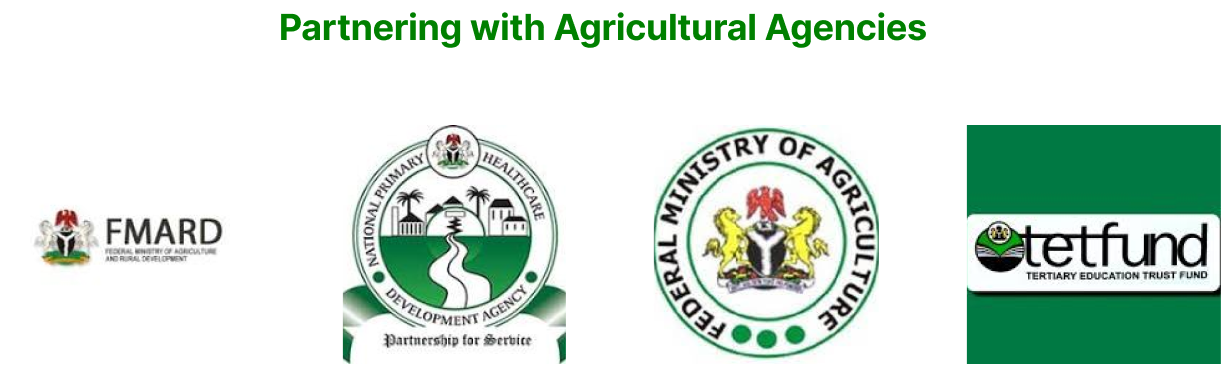 Partnering with Agricultural Agencies
FMARD
FEDERAL MINISTRY OF AGRICULTURE
AND RURAL DEVELOPMENT
NATIONAL PRIMARY HEALTHCARE
DEVELOPMENT AGENCY
Partnership for Service
FEDERAL MINISTRY OF AGRICULTURE
tetfund
TERTIARY EDUCATION TRUST FUND